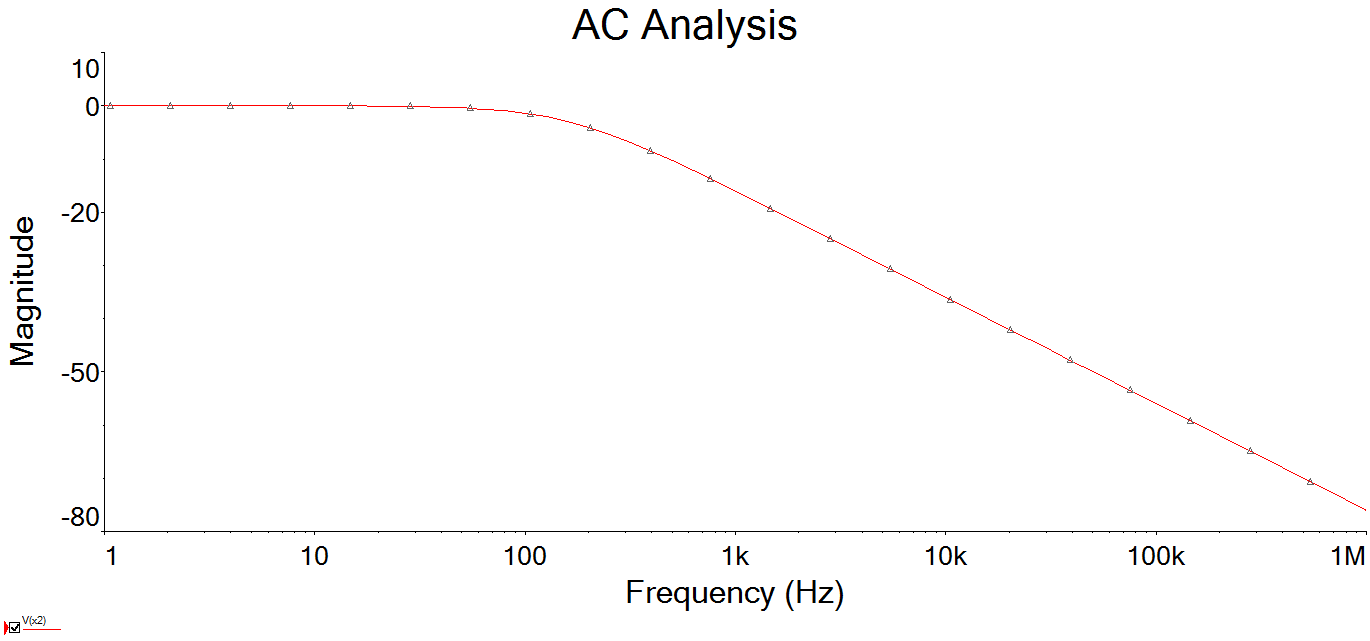 AC Analysis
10
0
-20
-50
-80
Magnitude
1 10 100 1k 10k 100k 1M
Frequency (Hz)
V(x2)